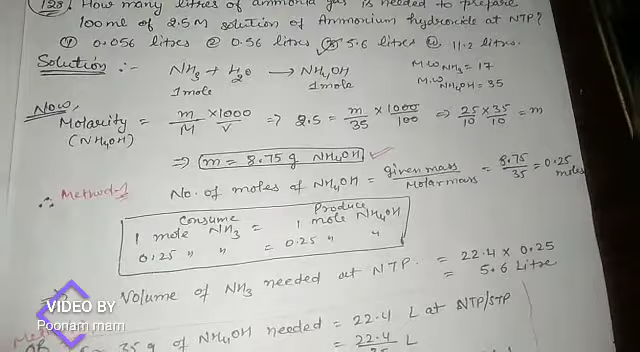 128. How many litres of ammonia gas is needed to prepare
100 ml of 2.5M solution of Ammonium hydroxide at NTP?
① 0.056 litres ② 0.56 litres ③ 5.6 litres ④ 11.2 litres.
Solution :- NH₃ + H₂O → NH₄OH M.W NH₃ = 17
1 mole 1 mole M.W NH₄OH = 35
Now,
Molarity = m/M × 1000/V ⇒ 2.5 = m/35 × 1000/100 ⇒ 25/10 × 35/10 = m
(NH₄OH)
⇒ m = 8.75 g NH₄OH
∴ Method-1 No. of moles of NH₄OH = given mass/Molar mass = 8.75/35 = 0.25 moles
Consume Produce
1 mole NH₃ = 1 mole NH₄OH
0.25 " " = 0.25 " "
Volume of NH₃ needed at NTP. = 22.4 × 0.25
= 5.6 Litre
VIDEO BY
Poonam mam
35 g of NH₄OH needed = 22.4 L at NTP/STP
= 22.4/35 L